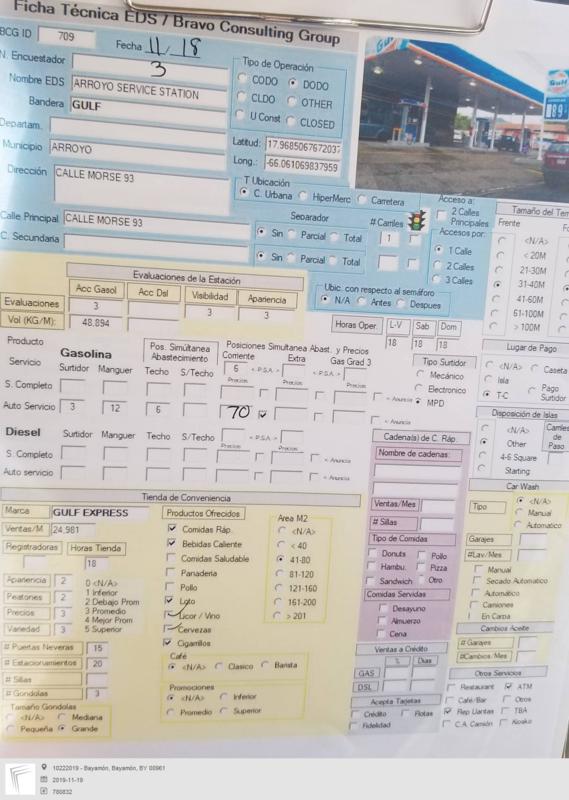 Ficha Técnica EDS / Bravo Consulting Group
BCG ID 709 Fecha 11/18
N. Encuestador 3
Nombre EDS ARROYO SERVICE STATION
Bandera GULF
Tipo de Operación
CODO DODO
CLDO OTHER
U Const CLOSED
Departam.
Municipio ARROYO
Latitud: 17.9685067672037
Long.: -66.061069837959
Dirección CALLE MORSE 93
T Ubicación
C. Urbana HiperMerc Carretera
Calle Principal CALLE MORSE 93
C. Secundaria
Separador # Carriles
Sin Parcial Total 1
Sin Parcial Total
Acceso a:
2 Calles Principales
Accesos por:
1 Calle
2 Calles
3 Calles
Ubic. con respecto al semáforo
N/A Antes Despues
Gulf
Tamaño del Ter
Frente
<N/A>
< 20M
21-30M
31-40M
41-60M
61-100M
> 100M
Evaluaciones de la Estación
Acc Gasol Acc Dsl Visibilidad Apariencia
Evaluaciones 3 3 3
Vol (KG/M): 48.894
Horas Oper. L-V Sab Dom
18 18 18
Producto
Servicio Gasolina
Surtidor Manguer
Pos. Simúltanea Abastecimiento
Techo S/Techo
Posiciones Simultanea Abast. y Precios
Corriente Extra Gas Grad 3
6 < P.S.A > < P.S.A >
Precios Precios Precios
S. Completo < Anuncia
Auto Servicio 3 12 6 70 < Anuncia
Tipo Surtidor
Mecánico
Electronico
MPD
Lugar de Pago
<N/A> Caseta
Isla
T-C Pago Surtidor
Diesel Surtidor Manguer Techo S/Techo
< P.S.A >
Precios Precios
S. Completo < Anuncia
Auto servicio < Anuncia
Disposición de Islas
<N/A>
Other
4-6 Square
Starting
Carriles de Paso
Cadena(s) de C. Ráp.
Nombre de cadenas:
Ventas/Mes
# Sillas
Tipo de Comidas
Donuts Pollo
Hambu. Pizza
Sandwich Otro
Comidas Servidas
Desayuno
Almuerzo
Cena
Car Wash
Tipo <N/A>
Manual
Automatico
Garajes
#Lav/Mes
Manual
Secado Automatico
Automático
Camiones
En Carpa
Tienda de Conveniencia
Marca GULF EXPRESS
Ventas/M 24,981
Registradoras Horas Tienda
18
Apariencia 2
Peatones 2
Precios 3
Variedad 3
0 <N/A>
1 Inferior
2 Debajo Prom
3 Promedio
4 Mejor Prom
5 Superior
# Puertas Neveras 15
# Estacionamientos 20
# Sillas
# Gondolas 3
Tamaño Gondolas
<N/A> Mediana
Pequeña Grande
Productos Ofrecidos
Comidas Ráp.
Bebidas Caliente
Comidas Saludable
Panaderia
Pollo
Loto
Licor / Vino
Cervezas
Cigarrillos
Café
<N/A> Clasico Barista
Promociones
<N/A> Inferior
Promedio Superior
Area M2
<N/A>
< 40
41-80
81-120
121-160
161-200
> 201
Ventas a Crédito
% Dias
GAS
DSL
Acepta Tarjetas
Crédito Flotas
Fidelidad
Cambios Aceite
# Garajes
#Cambios/Mes
Otros Servicios
Restaurant ATM
Café/Bar Otros
Rep Llantas TBA
C.A. Camión Kiosko
10222019 - Bayamón, Bayamón, BY 00961
2019-11-19
780832